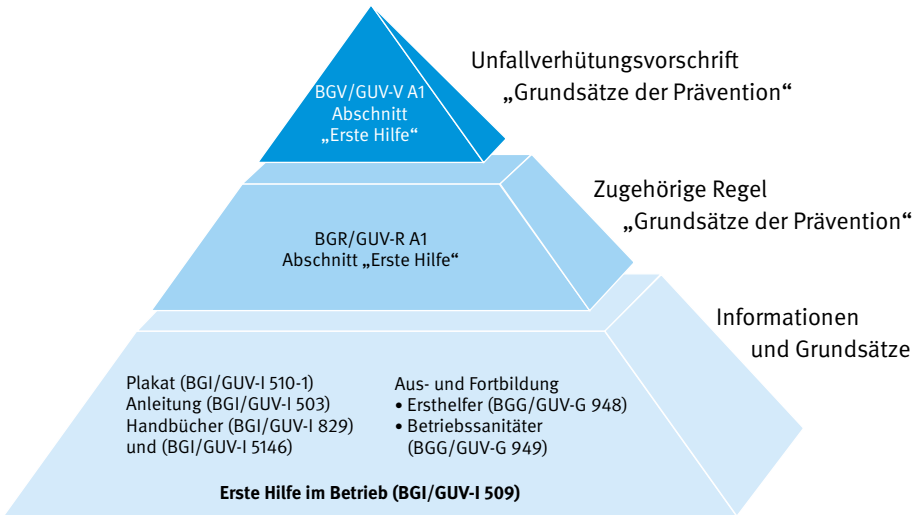 BGV/GUV-V A1
Abschnitt
„Erste Hilfe“
Unfallverhütungsvorschrift
„Grundsätze der Prävention“
BGR/GUV-R A1
Abschnitt „Erste Hilfe“
Zugehörige Regel
„Grundsätze der Prävention“
Informationen
und Grundsätze
Plakat (BGI/GUV-I 510-1)
Anleitung (BGI/GUV-I 503)
Handbücher (BGI/GUV-I 829)
und (BGI/GUV-I 5146)
Aus- und Fortbildung
• Ersthelfer (BGG/GUV-G 948)
• Betriebssanitäter
(BGG/GUV-G 949)
Erste Hilfe im Betrieb (BGI/GUV-I 509)